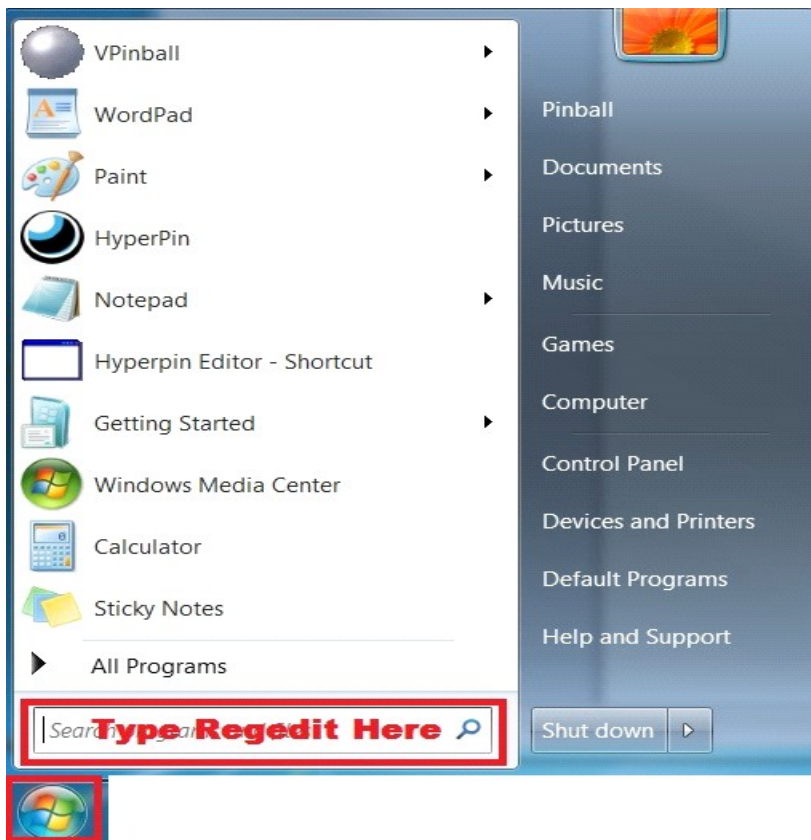 VPinball
WordPad
Paint
HyperPin
Notepad
Hyperpin Editor - Shortcut
Getting Started
Windows Media Center
Calculator
Sticky Notes
All Programs
Type Regedit Here
Pinball
Documents
Pictures
Music
Games
Computer
Control Panel
Devices and Printers
Default Programs
Help and Support
Shut down